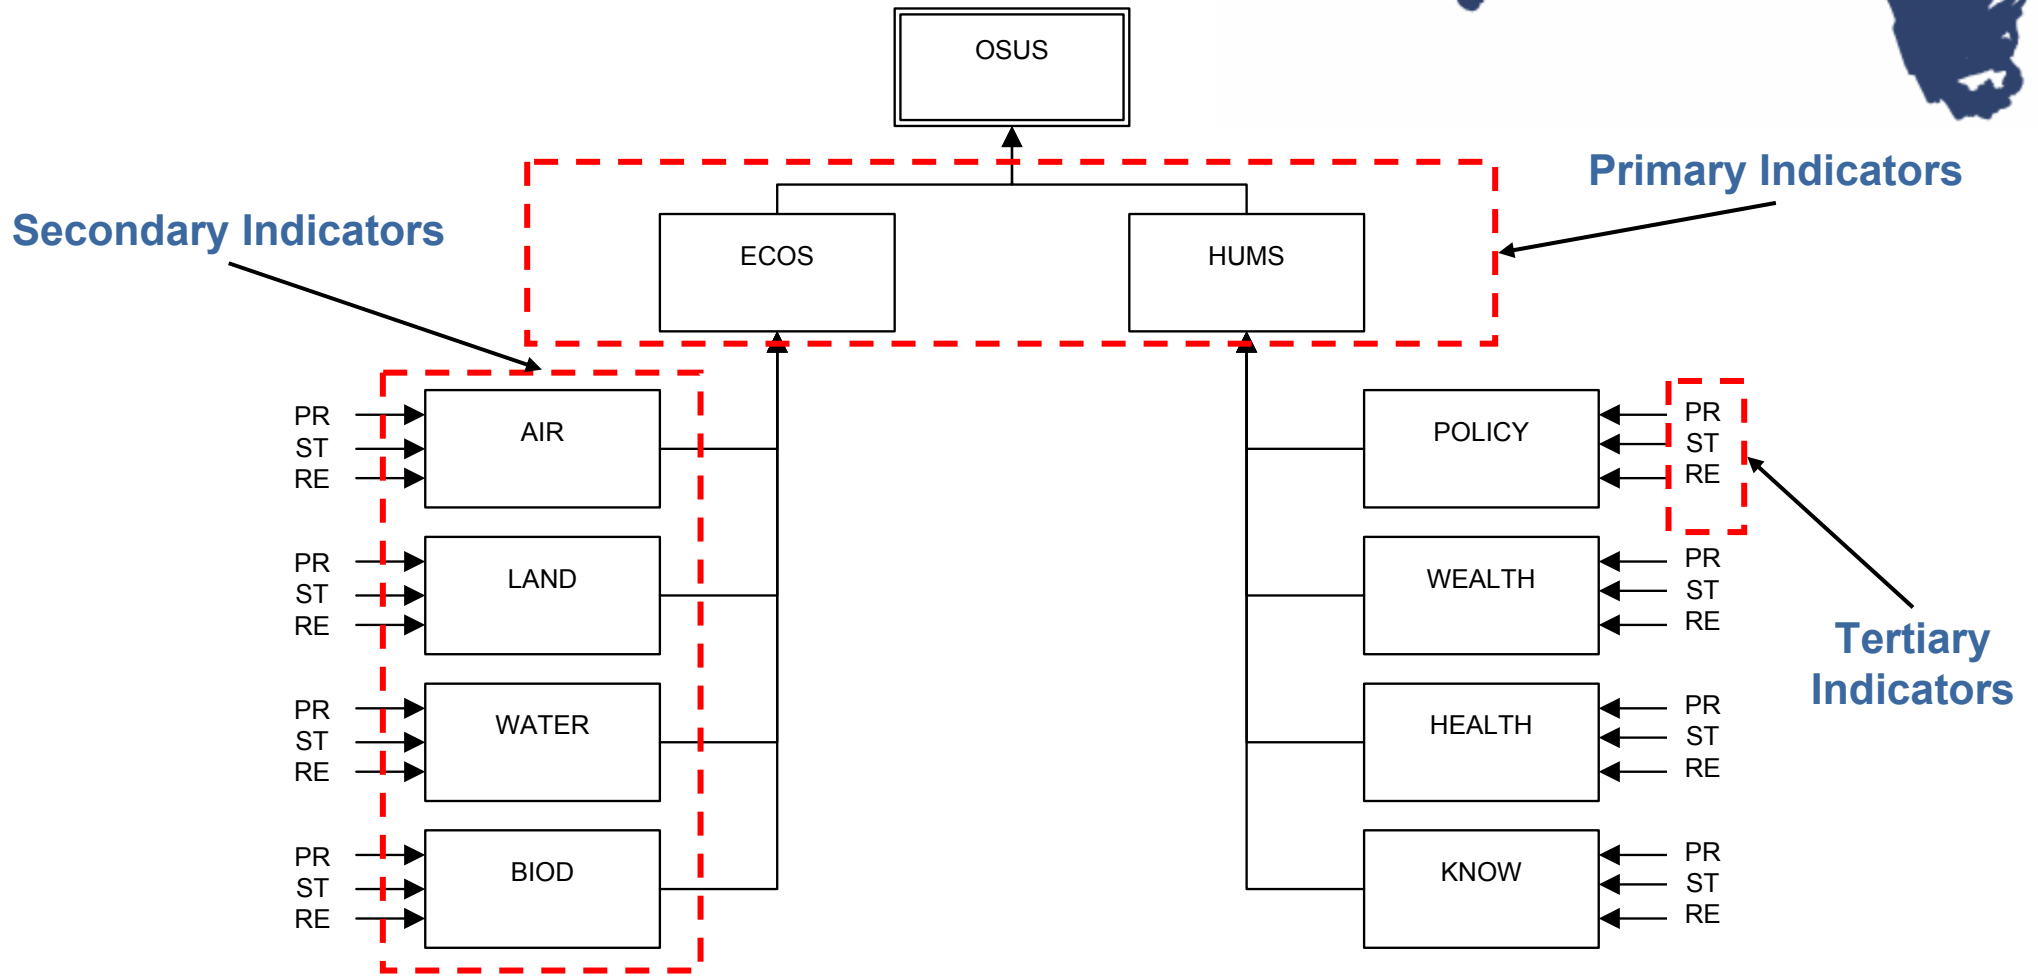 OSUS
Primary Indicators
Secondary Indicators
ECOS
HUMS
PR
ST
RE
AIR
POLICY
PR
ST
RE
PR
ST
RE
LAND
WEALTH
PR
ST
RE
Tertiary
Indicators
PR
ST
RE
WATER
HEALTH
PR
ST
RE
PR
ST
RE
BIOD
KNOW
PR
ST
RE